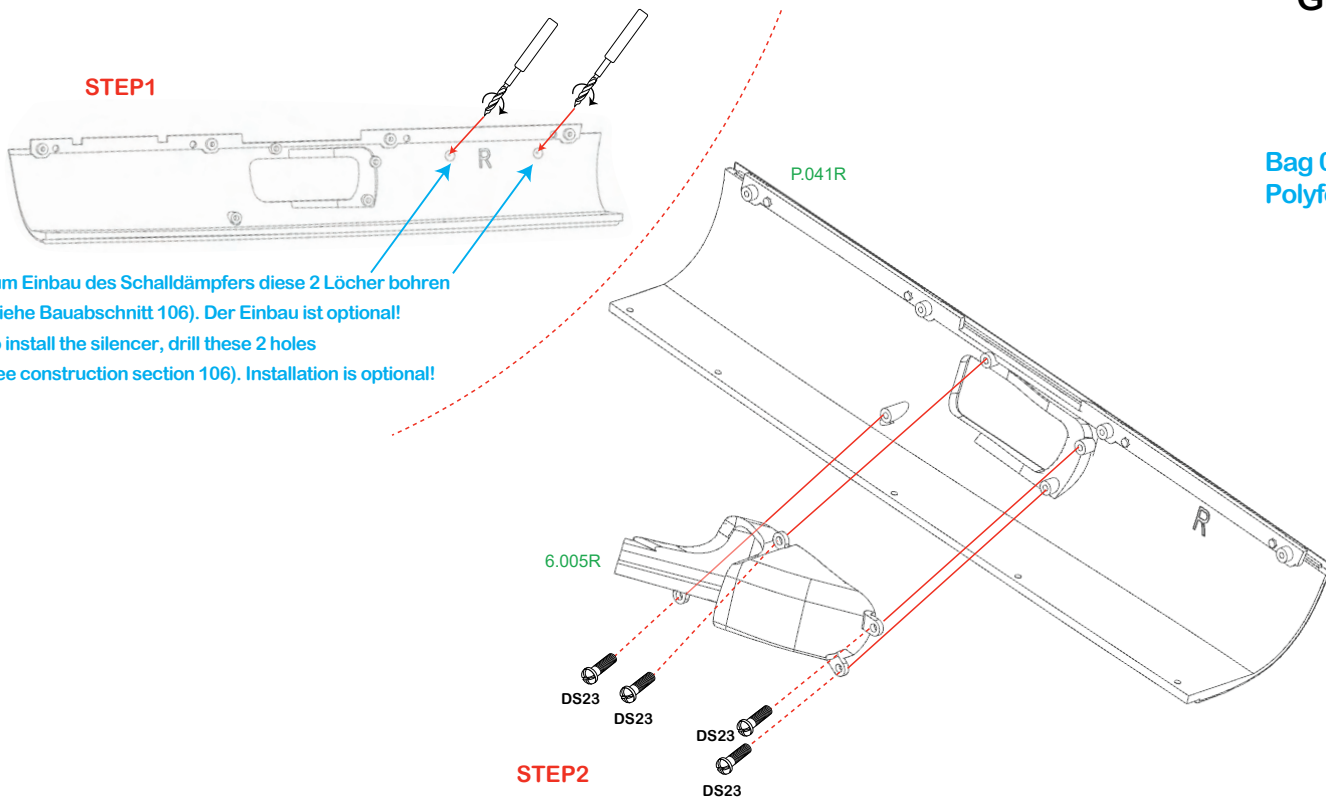 G
STEP1
R
P.041R
Bag 0
um Einbau des Schalldämpfers diese 2 Löcher bohren
iehe Bauabschnitt 106). Der Einbau ist optional!
install the silencer, drill these 2 holes
ee construction section 106). Installation is optional!
R
6.005R
DS23
DS23
DS23
DS23
STEP2